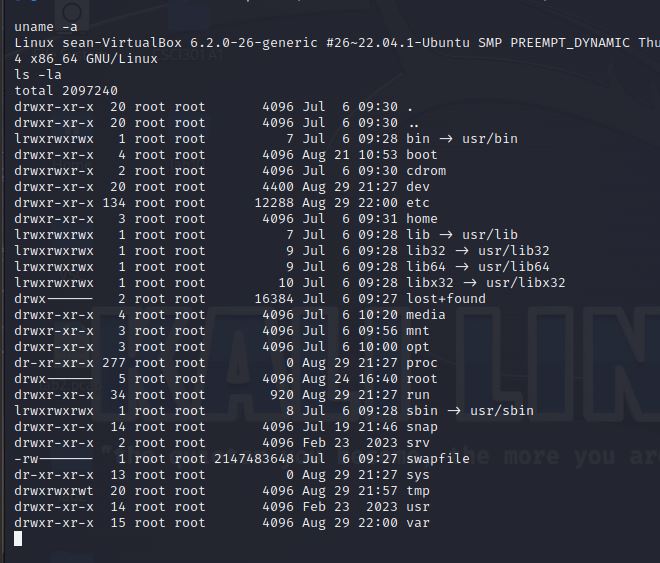 uname -a
Linux sean-VirtualBox 6.2.0-26-generic #26~22.04.1-Ubuntu SMP PREEMPT_DYNAMIC Thu
4 x86_64 GNU/Linux
ls -la
total 2097240
drwxr-xr-x  20 root root       4096 Jul  6 09:30 .
drwxr-xr-x  20 root root       4096 Jul  6 09:30 ..
lrwxrwxrwx   1 root root          7 Jul  6 09:28 bin -> usr/bin
drwxr-xr-x   4 root root       4096 Aug 21 10:53 boot
drwxrwxr-x   2 root root       4096 Jul  6 09:30 cdrom
drwxr-xr-x  20 root root       4400 Aug 29 21:27 dev
drwxr-xr-x 134 root root      12288 Aug 29 22:00 etc
drwxr-xr-x   3 root root       4096 Jul  6 09:31 home
lrwxrwxrwx   1 root root          7 Jul  6 09:28 lib -> usr/lib
lrwxrwxrwx   1 root root          9 Jul  6 09:28 lib32 -> usr/lib32
lrwxrwxrwx   1 root root          9 Jul  6 09:28 lib64 -> usr/lib64
lrwxrwxrwx   1 root root         10 Jul  6 09:28 libx32 -> usr/libx32
drwx------   2 root root      16384 Jul  6 09:27 lost+found
drwxr-xr-x   4 root root       4096 Jul  6 10:20 media
drwxr-xr-x   3 root root       4096 Jul  6 09:56 mnt
drwxr-xr-x   3 root root       4096 Jul  6 10:00 opt
dr-xr-xr-x 277 root root          0 Aug 29 21:27 proc
drwx------   5 root root       4096 Aug 24 16:40 root
drwxr-xr-x  34 root root        920 Aug 29 21:27 run
lrwxrwxrwx   1 root root          8 Jul  6 09:28 sbin -> usr/sbin
drwxr-xr-x  14 root root       4096 Jul 19 21:46 snap
drwxr-xr-x   2 root root       4096 Feb 23  2023 srv
-rw-------   1 root root 2147483648 Jul  6 09:27 swapfile
dr-xr-xr-x  13 root root          0 Aug 29 21:27 sys
drwxrwxrwt  20 root root       4096 Aug 29 21:57 tmp
drwxr-xr-x  14 root root       4096 Feb 23  2023 usr
drwxr-xr-x  15 root root       4096 Aug 29 22:00 var
KALI LIN
the more you are